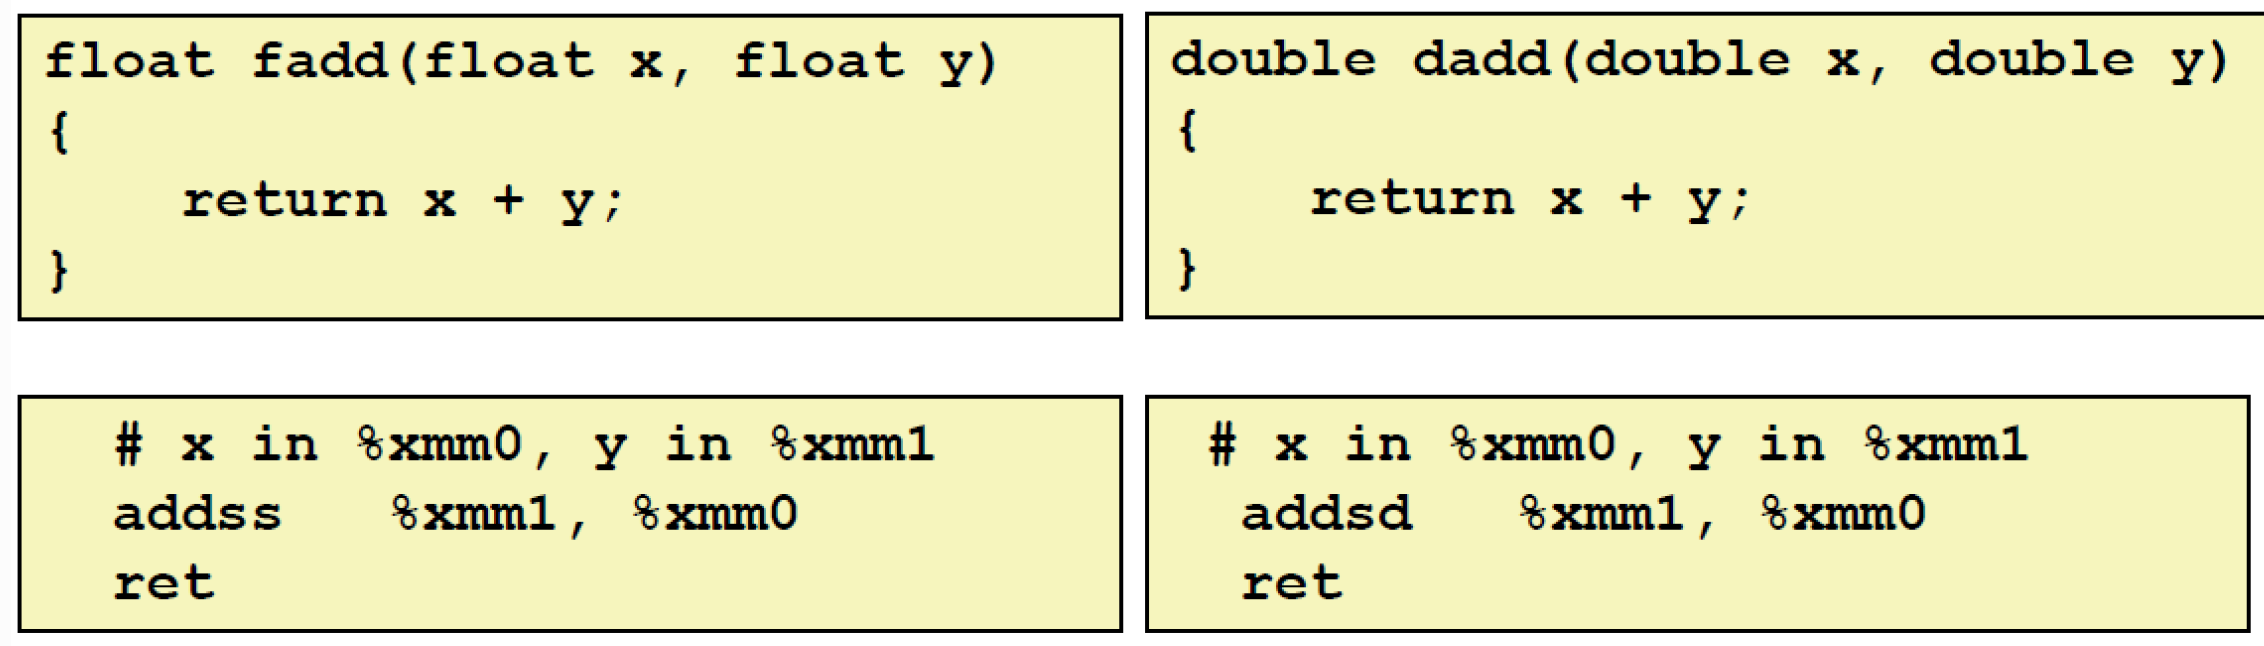 float fadd(float x, float y)
{
    return x + y;
}
double dadd(double x, double y)
{
    return x + y;
}
# x in %xmm0, y in %xmm1
addss   %xmm1, %xmm0
ret
# x in %xmm0, y in %xmm1
addsd   %xmm1, %xmm0
ret